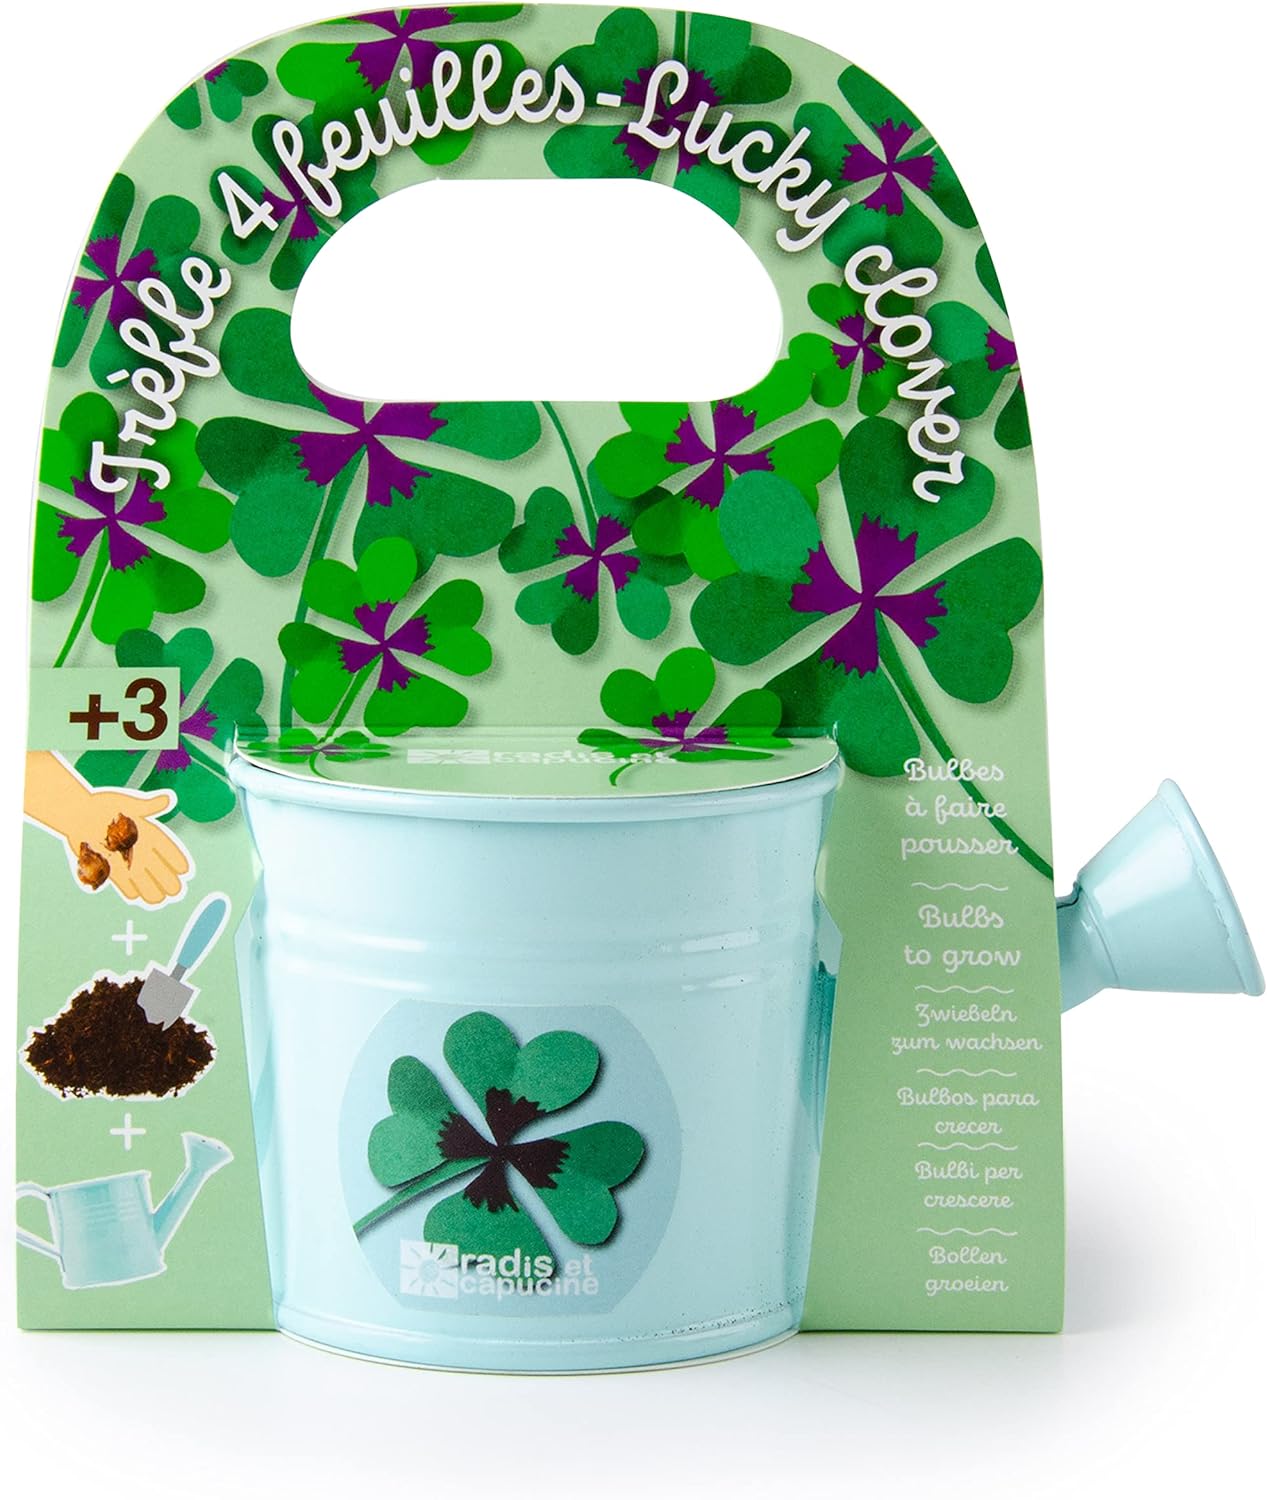 Trèfle 4 feuilles-Lucky clover
+3
radis et
capucine
Bulbes
à faire
pousser
Bulbs
to grow
Zwiebeln
zum wachsen
Bulbos para
crecer
Bulbi per
crescere
Bollen
groeien
+
+
radis et
capucine